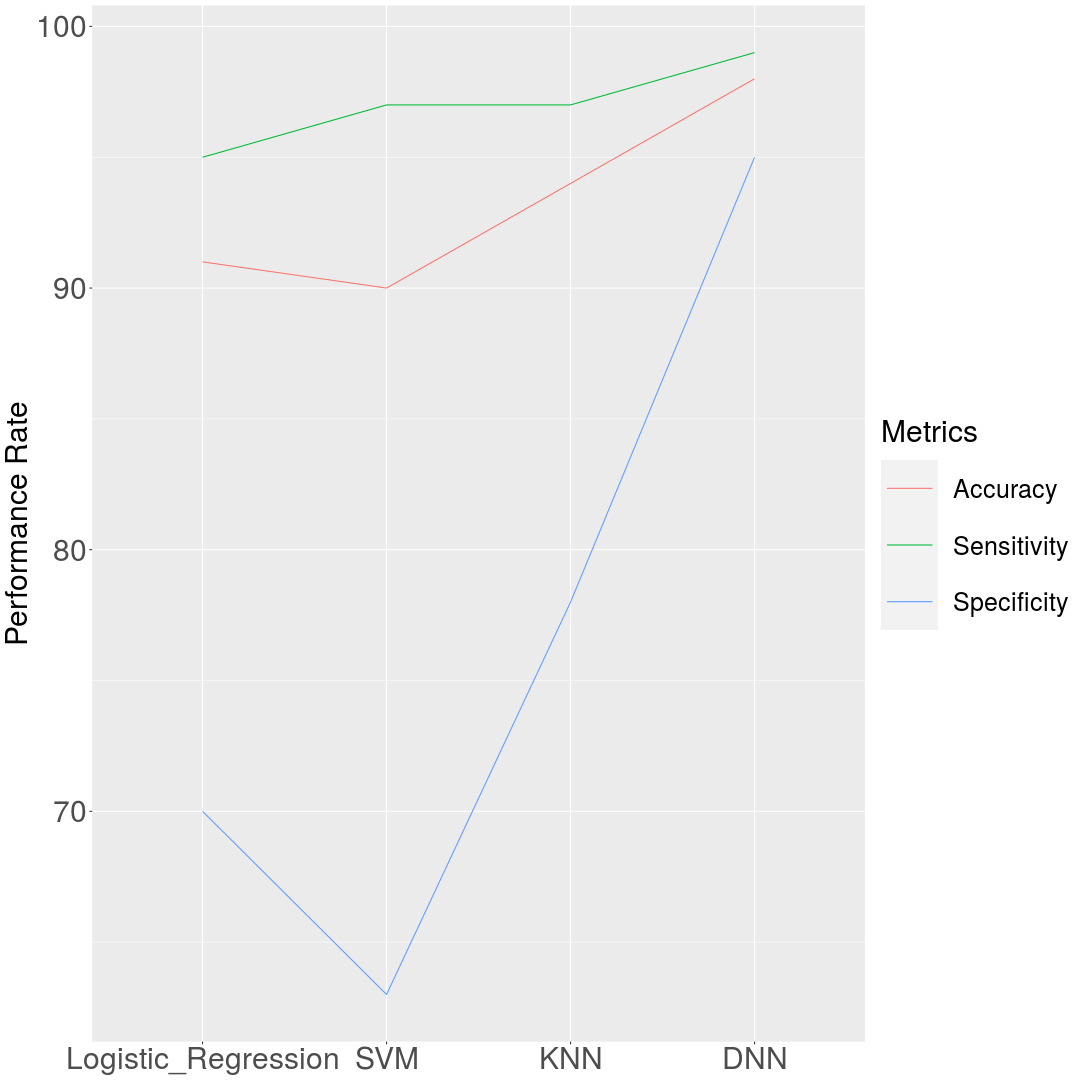 100
90
80
70
Performance Rate
Logistic_Regression SVM KNN DNN
Metrics
Accuracy
Sensitivity
Specificity